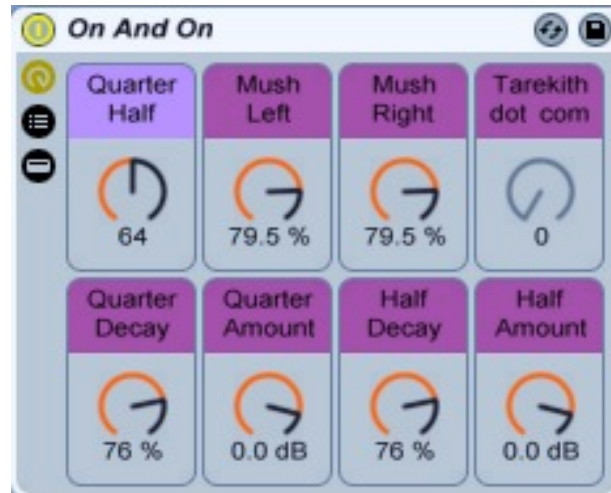 On And On
Quarter
Half
64
Mush
Left
79.5 %
Mush
Right
79.5 %
Tarekith
dot com
0
Quarter
Decay
76 %
Quarter
Amount
0.0 dB
Half
Decay
76 %
Half
Amount
0.0 dB